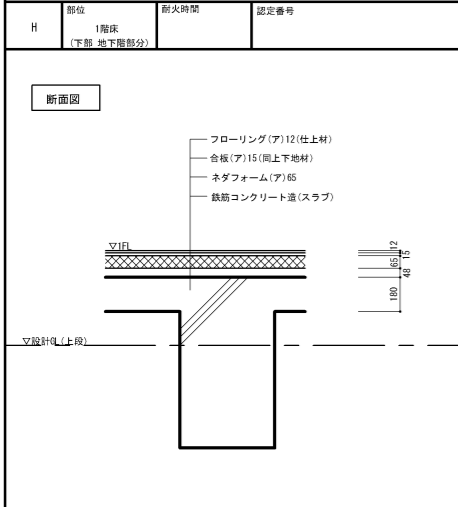 H
部位
1階床
(下部 地下階部分)
耐火時間
認定番号
断面図
フローリング(ア)12(仕上材)
合板(ア)15(同上下地材)
ネダフォーム(ア)65
鉄筋コンクリート造(スラブ)
▽1FL
12
15
65
48
180
▽設計GL(上段)